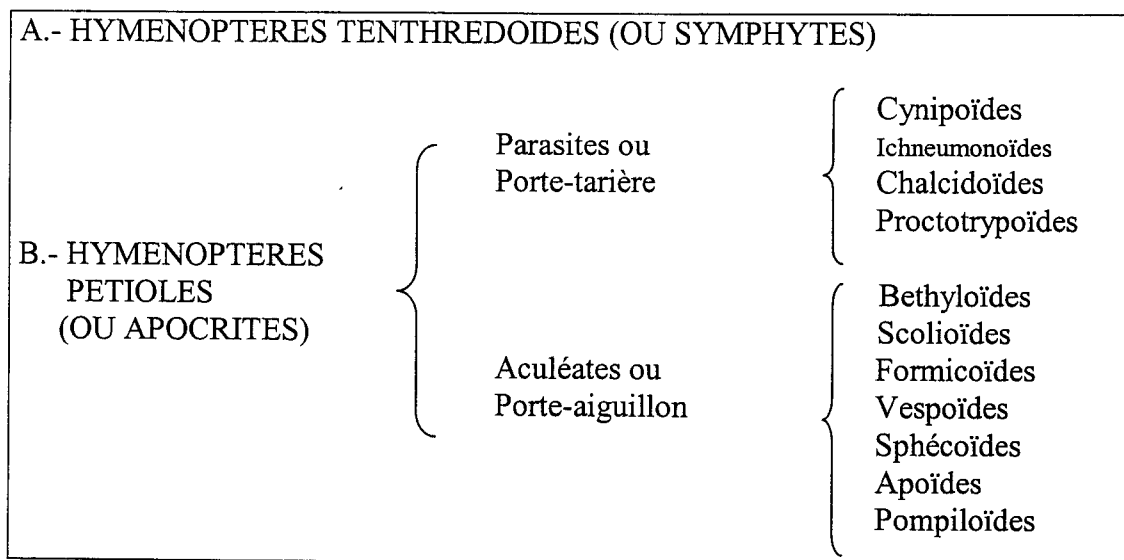 A.- HYMENOPTERES TENTHREDOIDES (OU SYMPHYTES)
B.- HYMENOPTERES
PETIOLES
(OU APOCRITES)
Parasites ou
Porte-tarière
Cynipoïdes
Ichneumonoïdes
Chalcidoïdes
Proctotrypoïdes
Aculéates ou
Porte-aiguillon
Bethyloïdes
Scolioïdes
Formicoïdes
Vespoïdes
Sphécoïdes
Apoïdes
Pompiloïdes